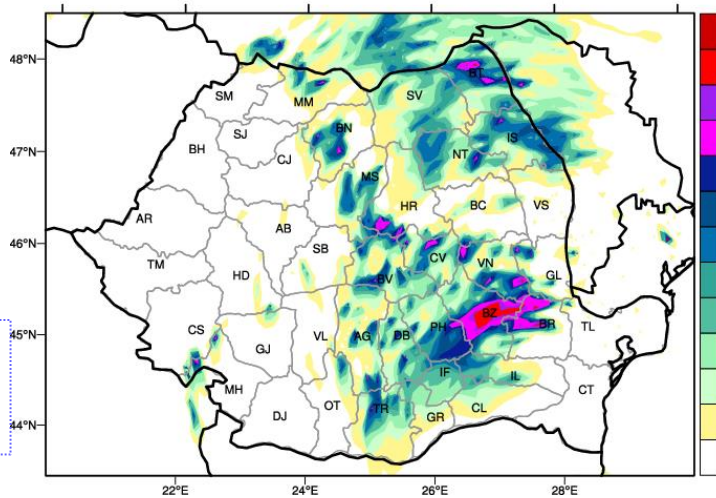 48°N
BT
SM
MM
SV
SJ
BN
IS
BH
CJ
NT
47°N
MS
HR
BC
VS
AR
AB
46°N
SB
CV
VN
TM
HD
BV
GL
CS
PH
BZ
BR
TL
45°N
VL
AG
DB
GJ
IF
IL
MH
OT
TR
CL
CT
DJ
GR
44°N
22°E
24°E
26°E
28°E